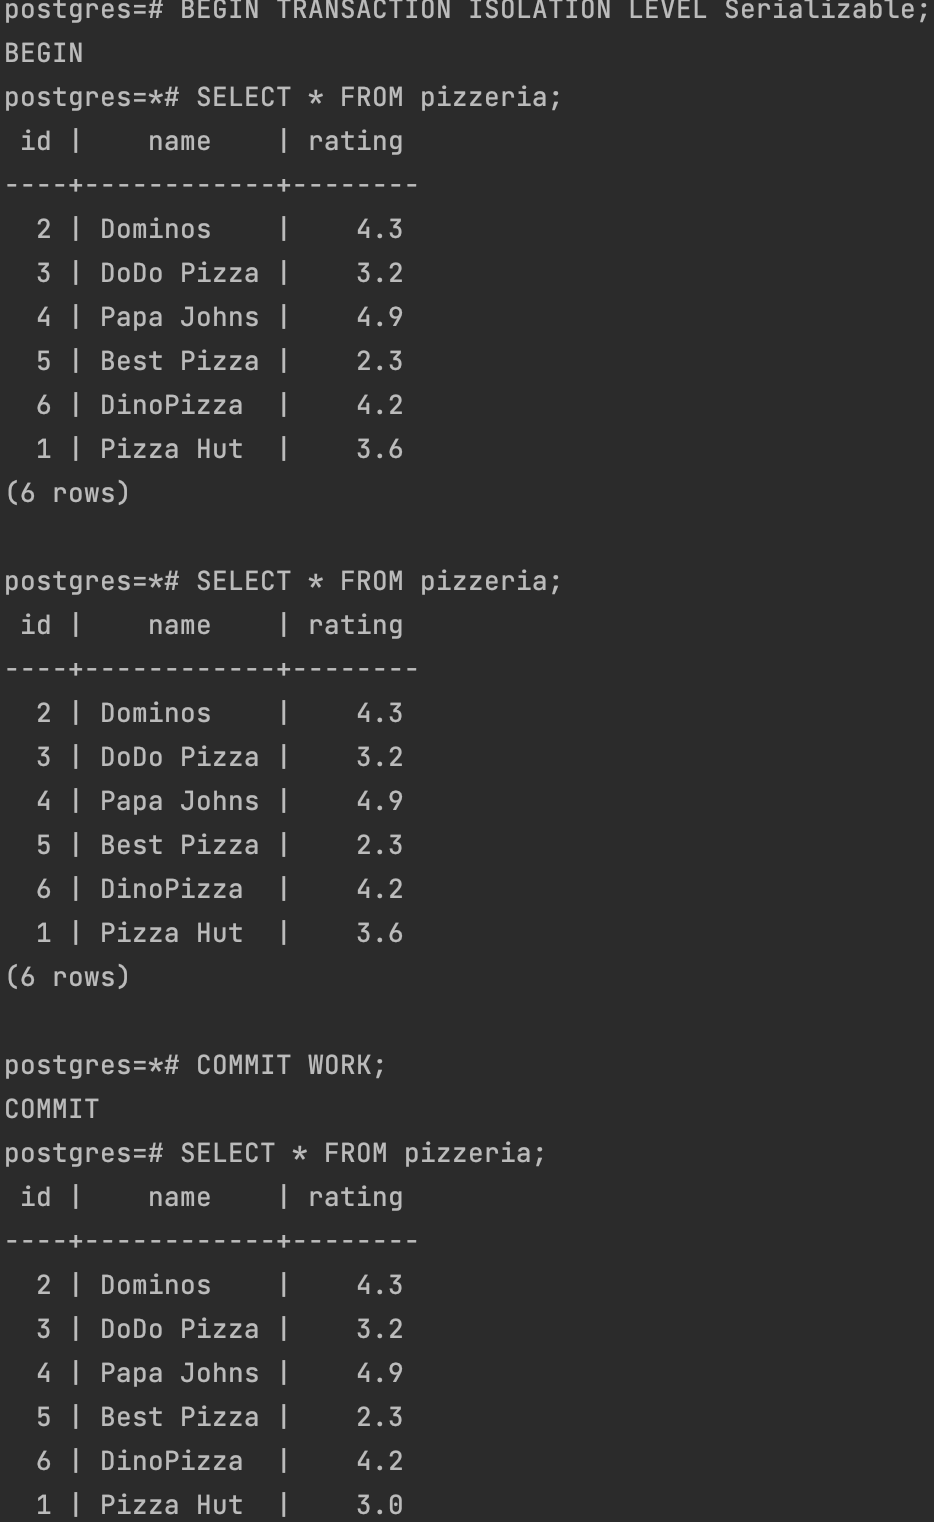 postgres=# BEGIN TRANSACTION ISOLATION LEVEL Serializable;
BEGIN
postgres=*# SELECT * FROM pizzeria;
 id |    name    | rating
----+------------+--------
  2 | Dominos    |    4.3
  3 | DoDo Pizza |    3.2
  4 | Papa Johns |    4.9
  5 | Best Pizza |    2.3
  6 | DinoPizza  |    4.2
  1 | Pizza Hut  |    3.6
(6 rows)

postgres=*# SELECT * FROM pizzeria;
 id |    name    | rating
----+------------+--------
  2 | Dominos    |    4.3
  3 | DoDo Pizza |    3.2
  4 | Papa Johns |    4.9
  5 | Best Pizza |    2.3
  6 | DinoPizza  |    4.2
  1 | Pizza Hut  |    3.6
(6 rows)

postgres=*# COMMIT WORK;
COMMIT
postgres=# SELECT * FROM pizzeria;
 id |    name    | rating
----+------------+--------
  2 | Dominos    |    4.3
  3 | DoDo Pizza |    3.2
  4 | Papa Johns |    4.9
  5 | Best Pizza |    2.3
  6 | DinoPizza  |    4.2
  1 | Pizza Hut  |    3.0